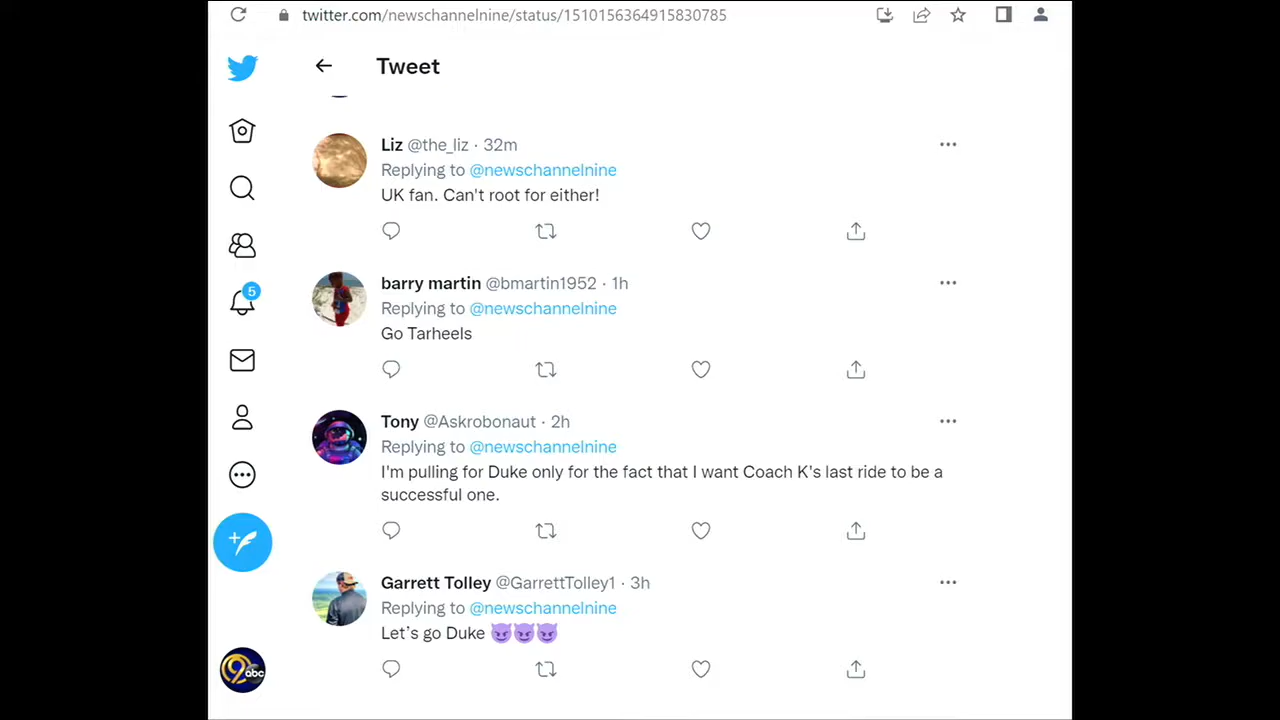 twitter.com/newschannelnine/status/1510156364915830785
Tweet
Liz @the_liz · 32m
Replying to @newschannelnine
UK fan. Can't root for either!
barry martin @bmartin1952 · 1h
Replying to @newschannelnine
Go Tarheels
5
Tony @Askrobonaut · 2h
Replying to @newschannelnine
I'm pulling for Duke only for the fact that I want Coach K's last ride to be a
successful one.
Garrett Tolley @GarrettTolley1 · 3h
Replying to @newschannelnine
Let's go Duke 😈😈😈
9 abc